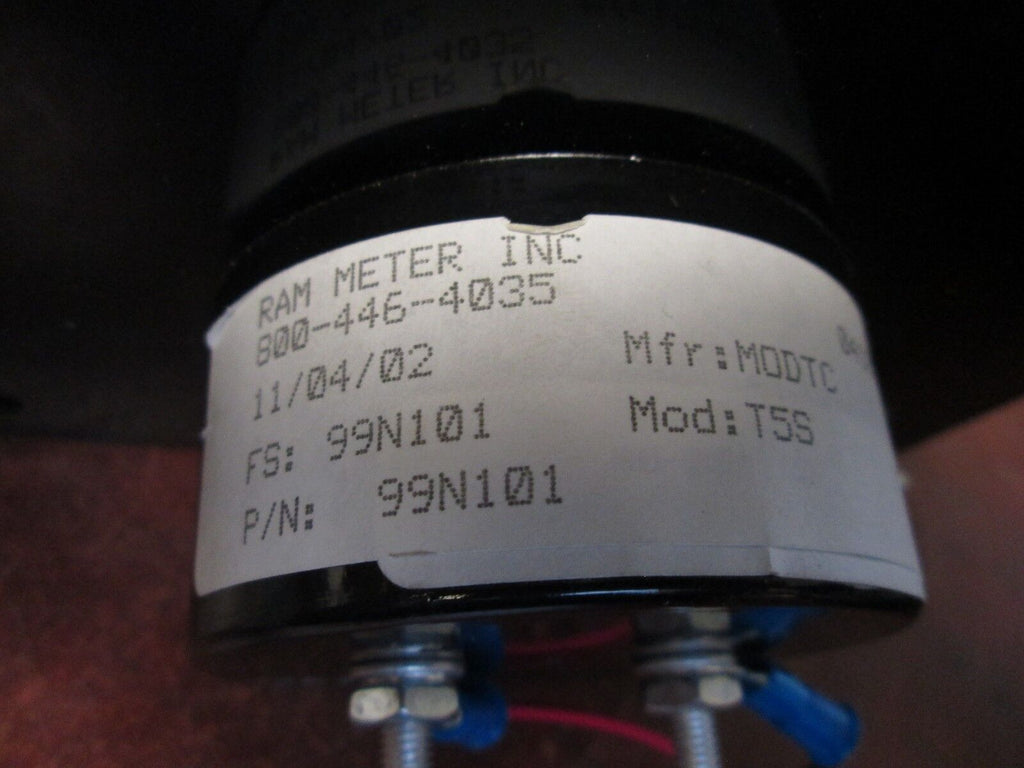 RAM METER INC
800-446-4035
11/04/02
FS: 99N101
P/N: 99N101
Mfr:MODTC
Mod:T5S